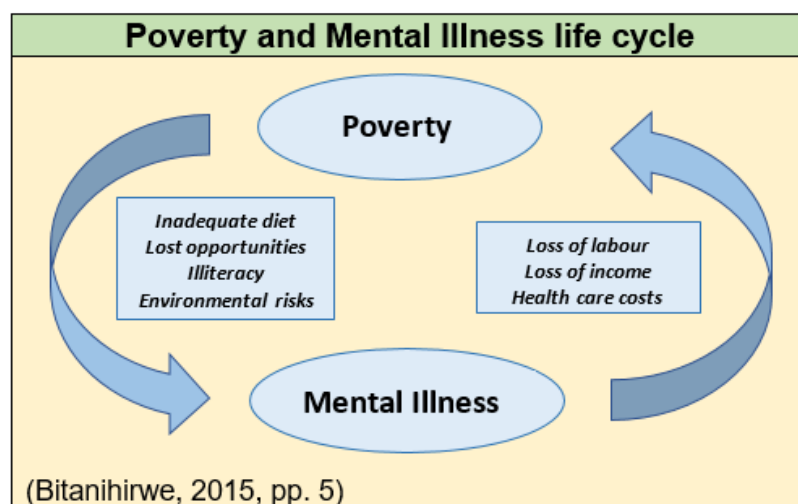 Poverty and Mental Illness life cycle
Poverty
Inadequate diet
Lost opportunities
Illiteracy
Environmental risks
Loss of labour
Loss of income
Health care costs
Mental Illness
(Bitanihirwe, 2015, pp. 5)